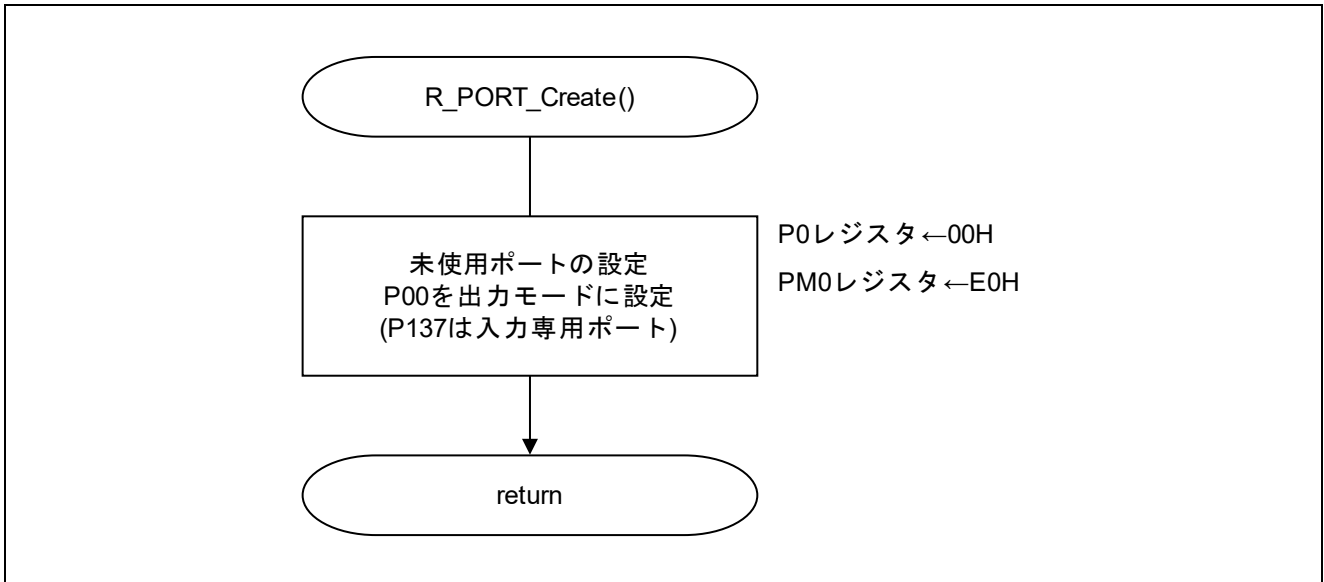 R_PORT_Create()
未使用ポートの設定
P00を出力モードに設定
(P137は入力専用ポート)
P0レジスタ←00H
PM0レジスタ←E0H
return